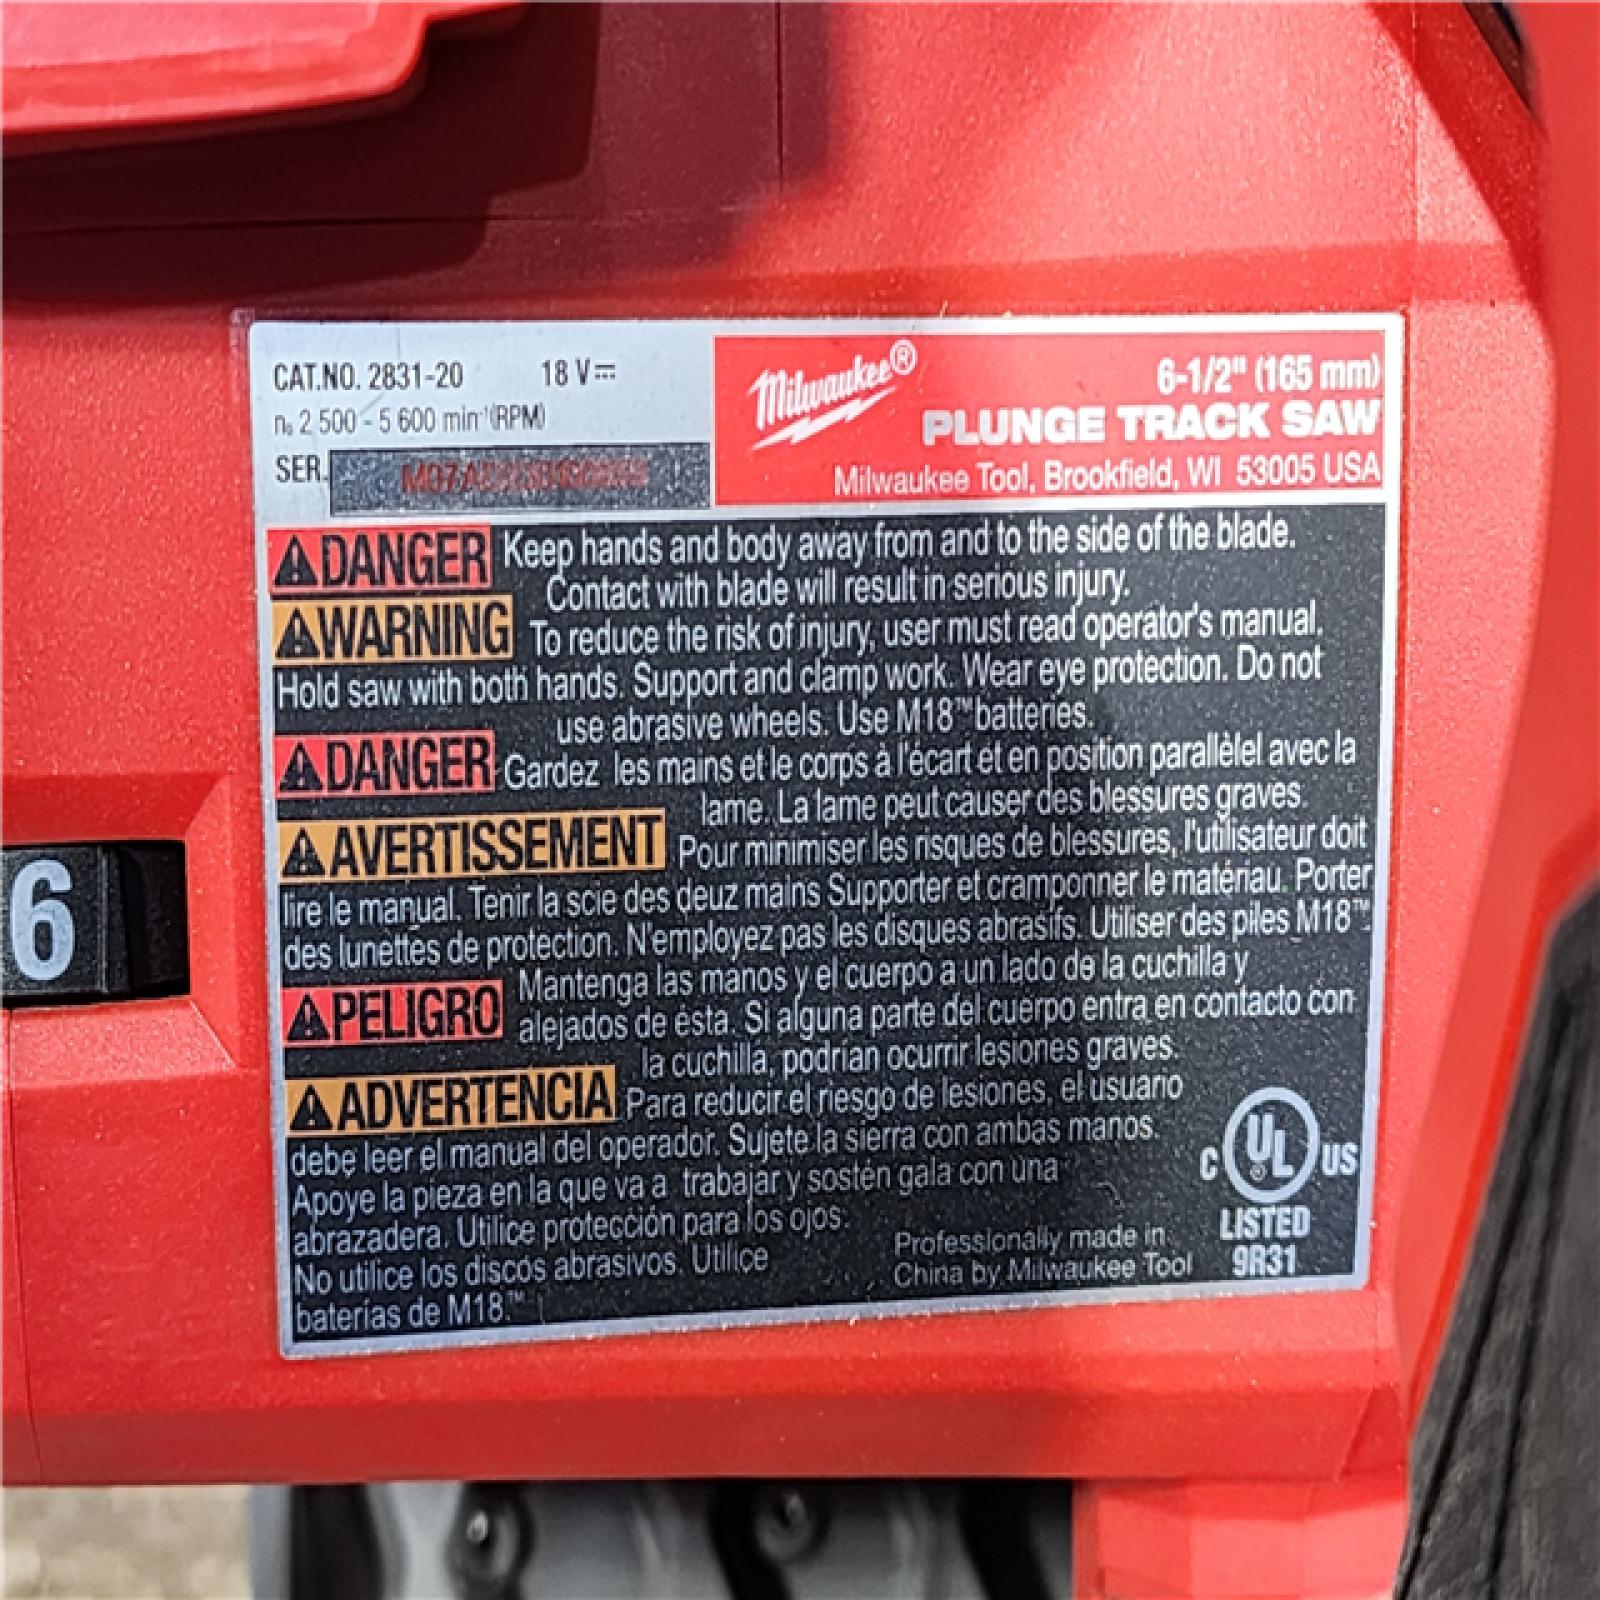 CAT.NO. 2831-20 18 V⎓
n₀ 2 500 - 5 600 min⁻¹ (RPM)
SER.
Milwaukee®
6-1/2" (165 mm)
PLUNGE TRACK SAW
Milwaukee Tool, Brookfield, WI 53005 USA
⚠DANGER Keep hands and body away from and to the side of the blade.
Contact with blade will result in serious injury.
⚠WARNING To reduce the risk of injury, user must read operator's manual.
Hold saw with both hands. Support and clamp work. Wear eye protection. Do not
use abrasive wheels. Use M18™ batteries.
⚠DANGER Gardez les mains et le corps à l'écart et en position parallèlel avec la
lame. La lame peut causer des blessures graves.
⚠AVERTISSEMENT Pour minimiser les risques de blessures, l'utilisateur doit
lire le manual. Tenir la scie des deuz mains Supporter et cramponner le matériau. Porter
des lunettes de protection. N'employez pas les disques abrasifs. Utiliser des piles M18™.
⚠PELIGRO Mantenga las manos y el cuerpo a un lado de la cuchilla y
alejados de ésta. Si alguna parte del cuerpo entra en contacto con
la cuchilla, podrían ocurrir lesiones graves.
⚠ADVERTENCIA Para reducir el riesgo de lesiones, el usuario
debe leer el manual del operador. Sujete la sierra con ambas manos.
Apoye la pieza en la que va a trabajar y sostén gala con una
abrazadera. Utilice protección para los ojos.
No utilice los discos abrasivos. Utilice
baterías de M18.™
Professionally made in
China by Milwaukee Tool
C UL US
LISTED
9R31
6